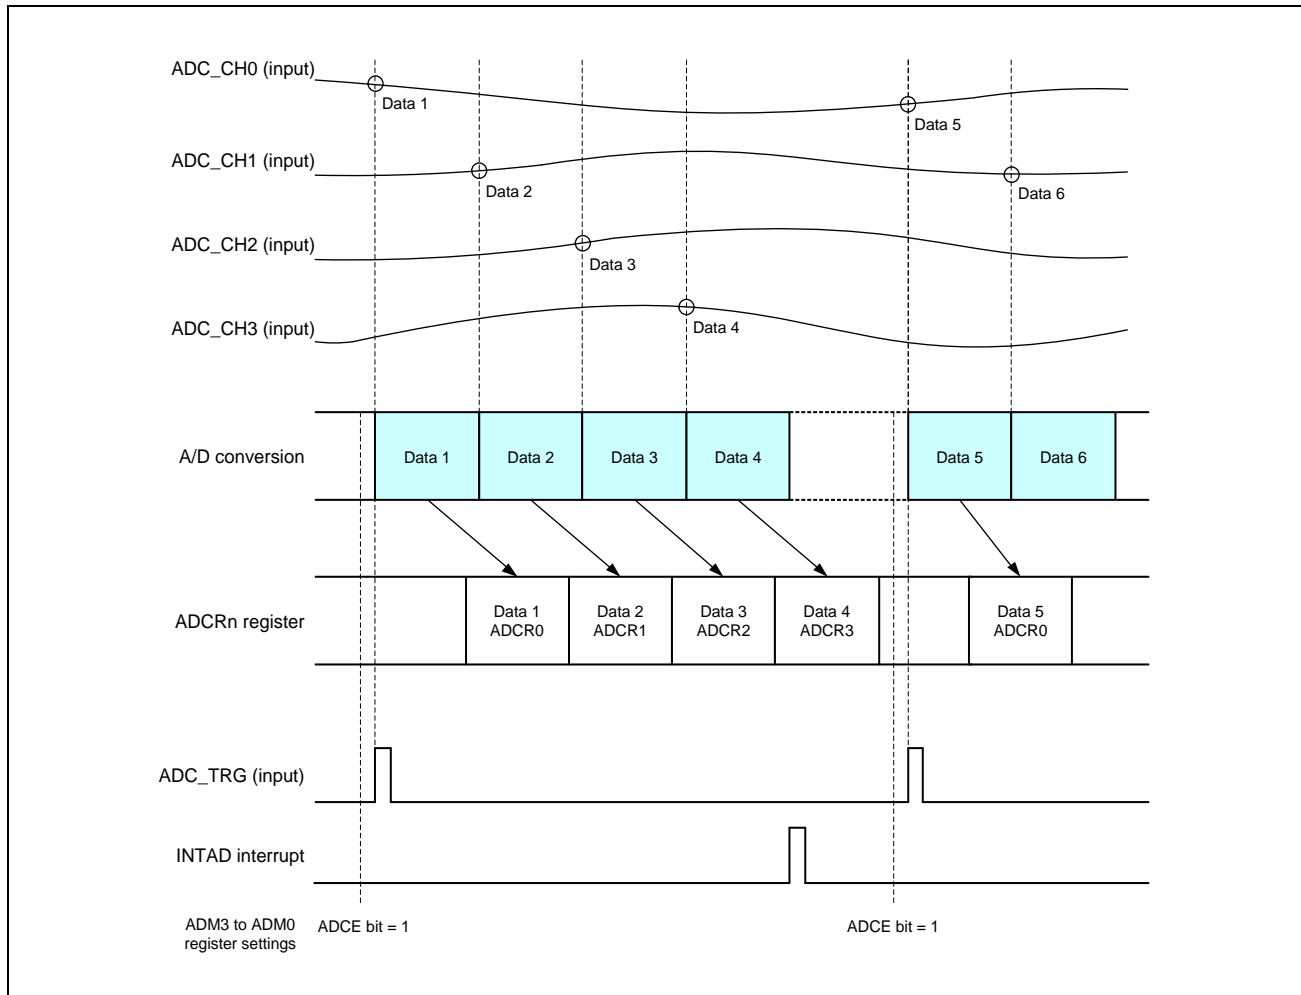 ADC_CH0 (input)
Data 1
Data 5
ADC_CH1 (input)
Data 2
Data 6
ADC_CH2 (input)
Data 3
ADC_CH3 (input)
Data 4
A/D conversion
Data 1
Data 2
Data 3
Data 4
Data 5
Data 6
ADCRn register
Data 1
ADCR0
Data 2
ADCR1
Data 3
ADCR2
Data 4
ADCR3
Data 5
ADCR0
ADC_TRG (input)
INTAD interrupt
ADM3 to ADM0
register settings
ADCE bit = 1
ADCE bit = 1